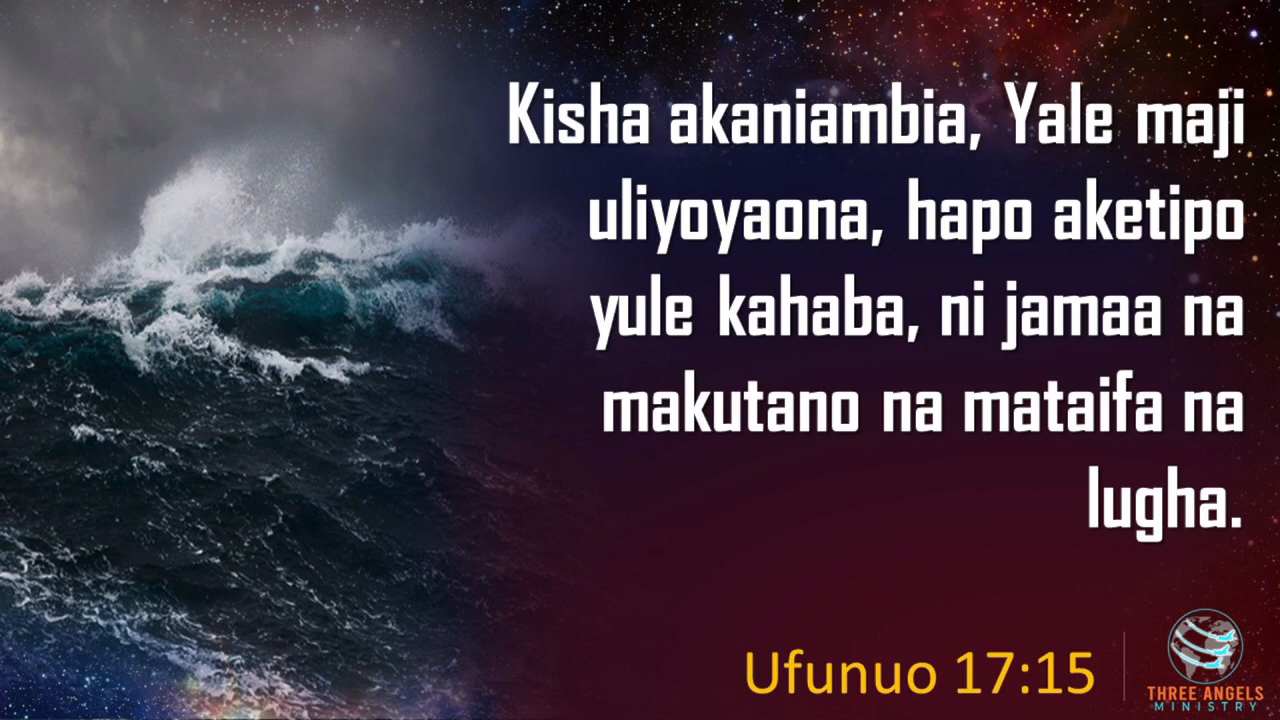 Kisha akaniambia, Yale maji
uliyoyaona, hapo aketipo
yule kahaba, ni jamaa na
makutano na mataifa na
lugha.
Ufunuo 17:15
THREE ANGELS
MINISTRY